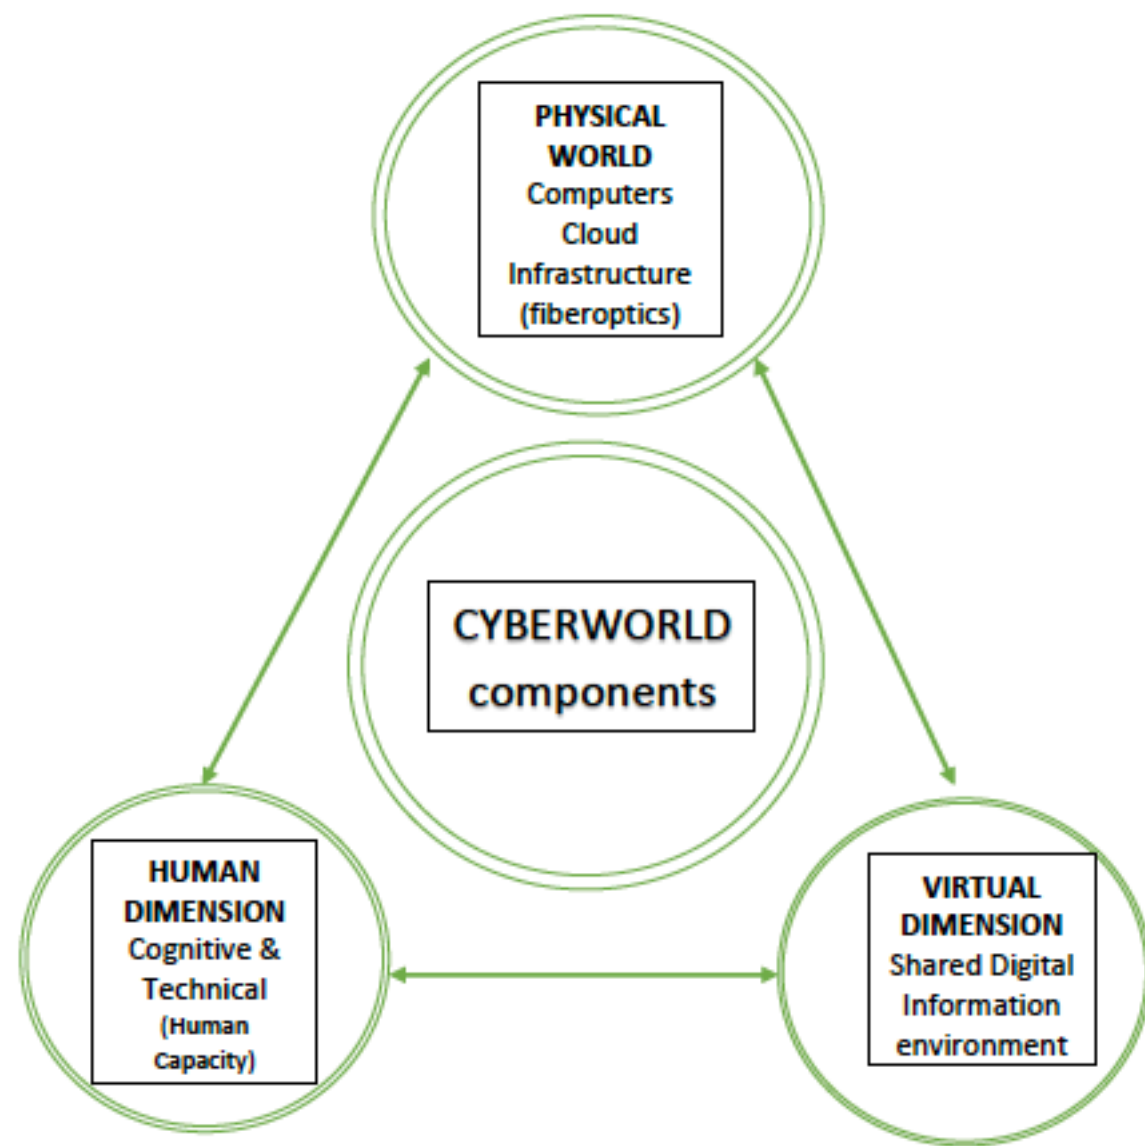 PHYSICAL
WORLD
Computers
Cloud
Infrastructure
(fiberoptics)
CYBERWORLD
components
HUMAN
DIMENSION
Cognitive &
Technical
(Human
Capacity)
VIRTUAL
DIMENSION
Shared Digital
Information
environment